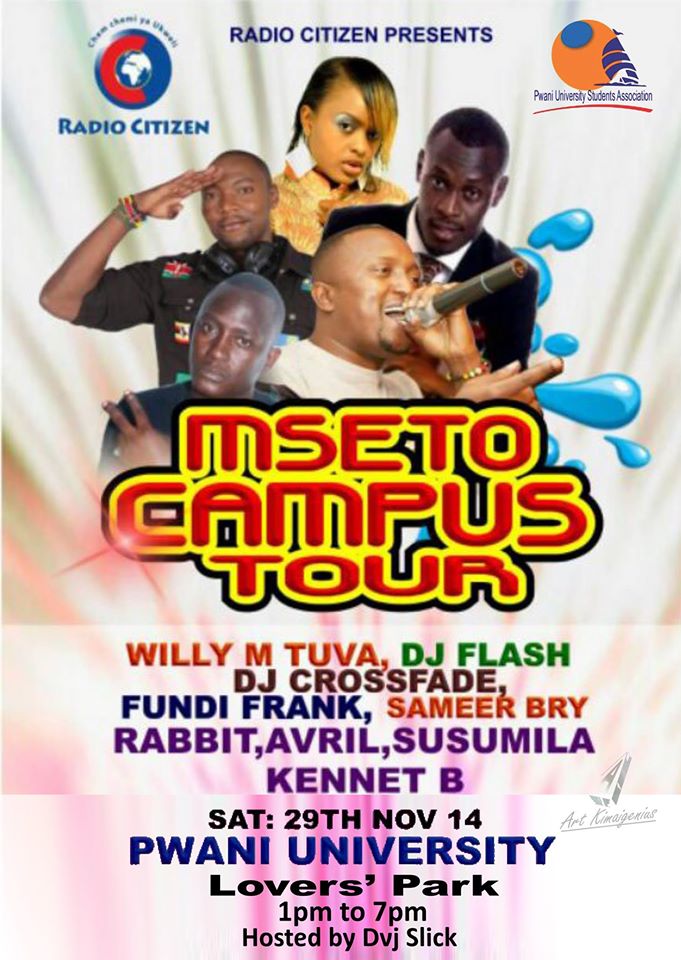 RADIO CITIZEN PRESENTS
Chem chemi ya Ukweli
RADIO CITIZEN
Pwani University Students Association
MSETO
CAMPUS
TOUR
WILLY M TUVA, DJ FLASH
DJ CROSSFADE,
FUNDI FRANK, SAMEER BRY
RABBIT,AVRIL,SUSUMILA
KENNET B
Art Kimaigenius
SAT: 29TH NOV 14
PWANI UNIVERSITY
Lovers' Park
1pm to 7pm
Hosted by Dvj Slick